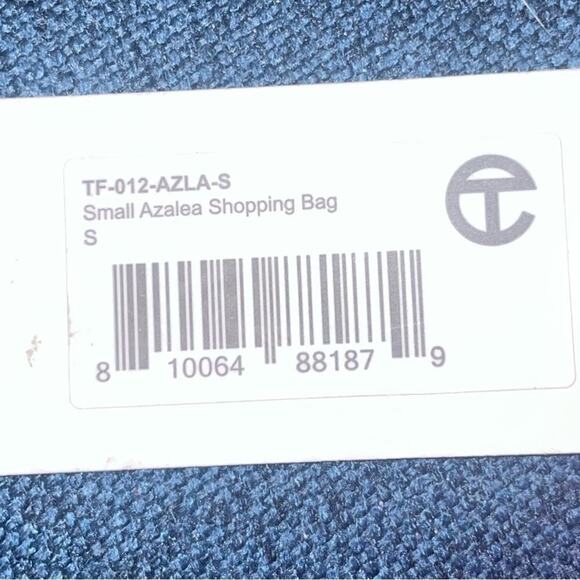 TF-012-AZLA-S
Small Azalea Shopping Bag
S
8 10064 88187 9